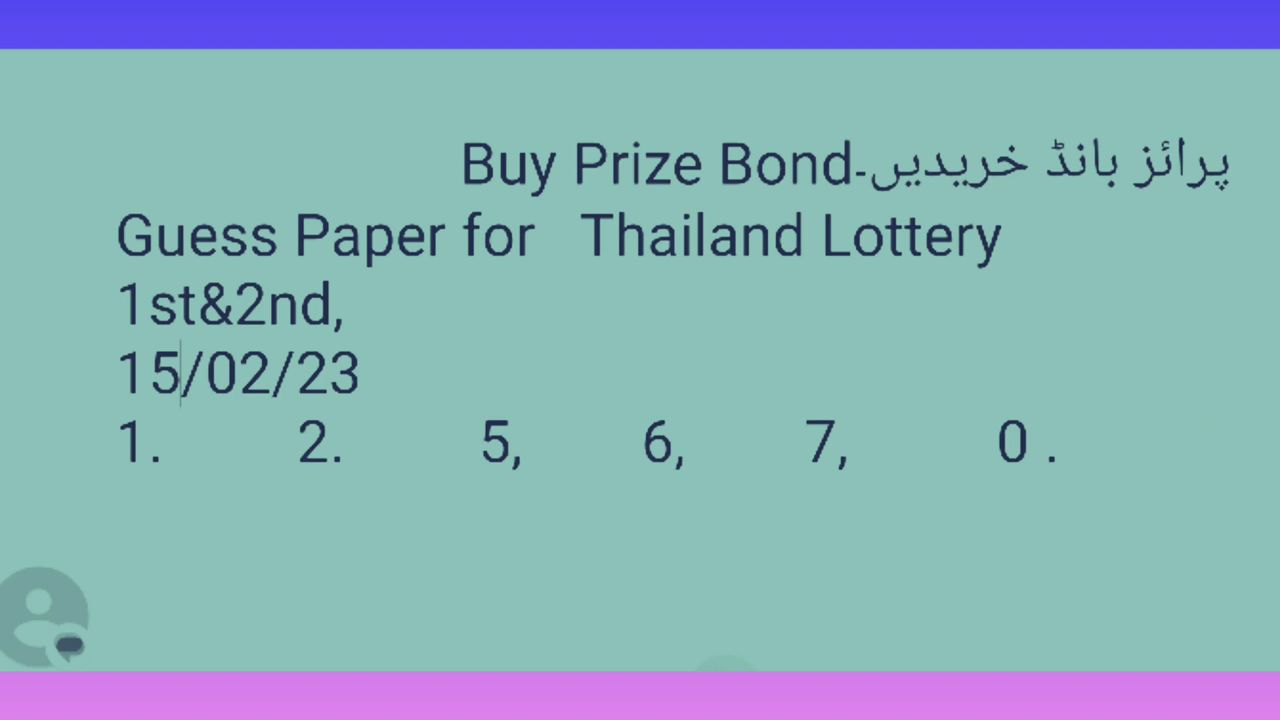 Buy Prize Bond-پرائز بانڈ خریدیں
Guess Paper for Thailand Lottery
1st&2nd,
15/02/23
1. 2. 5, 6, 7, 0 .